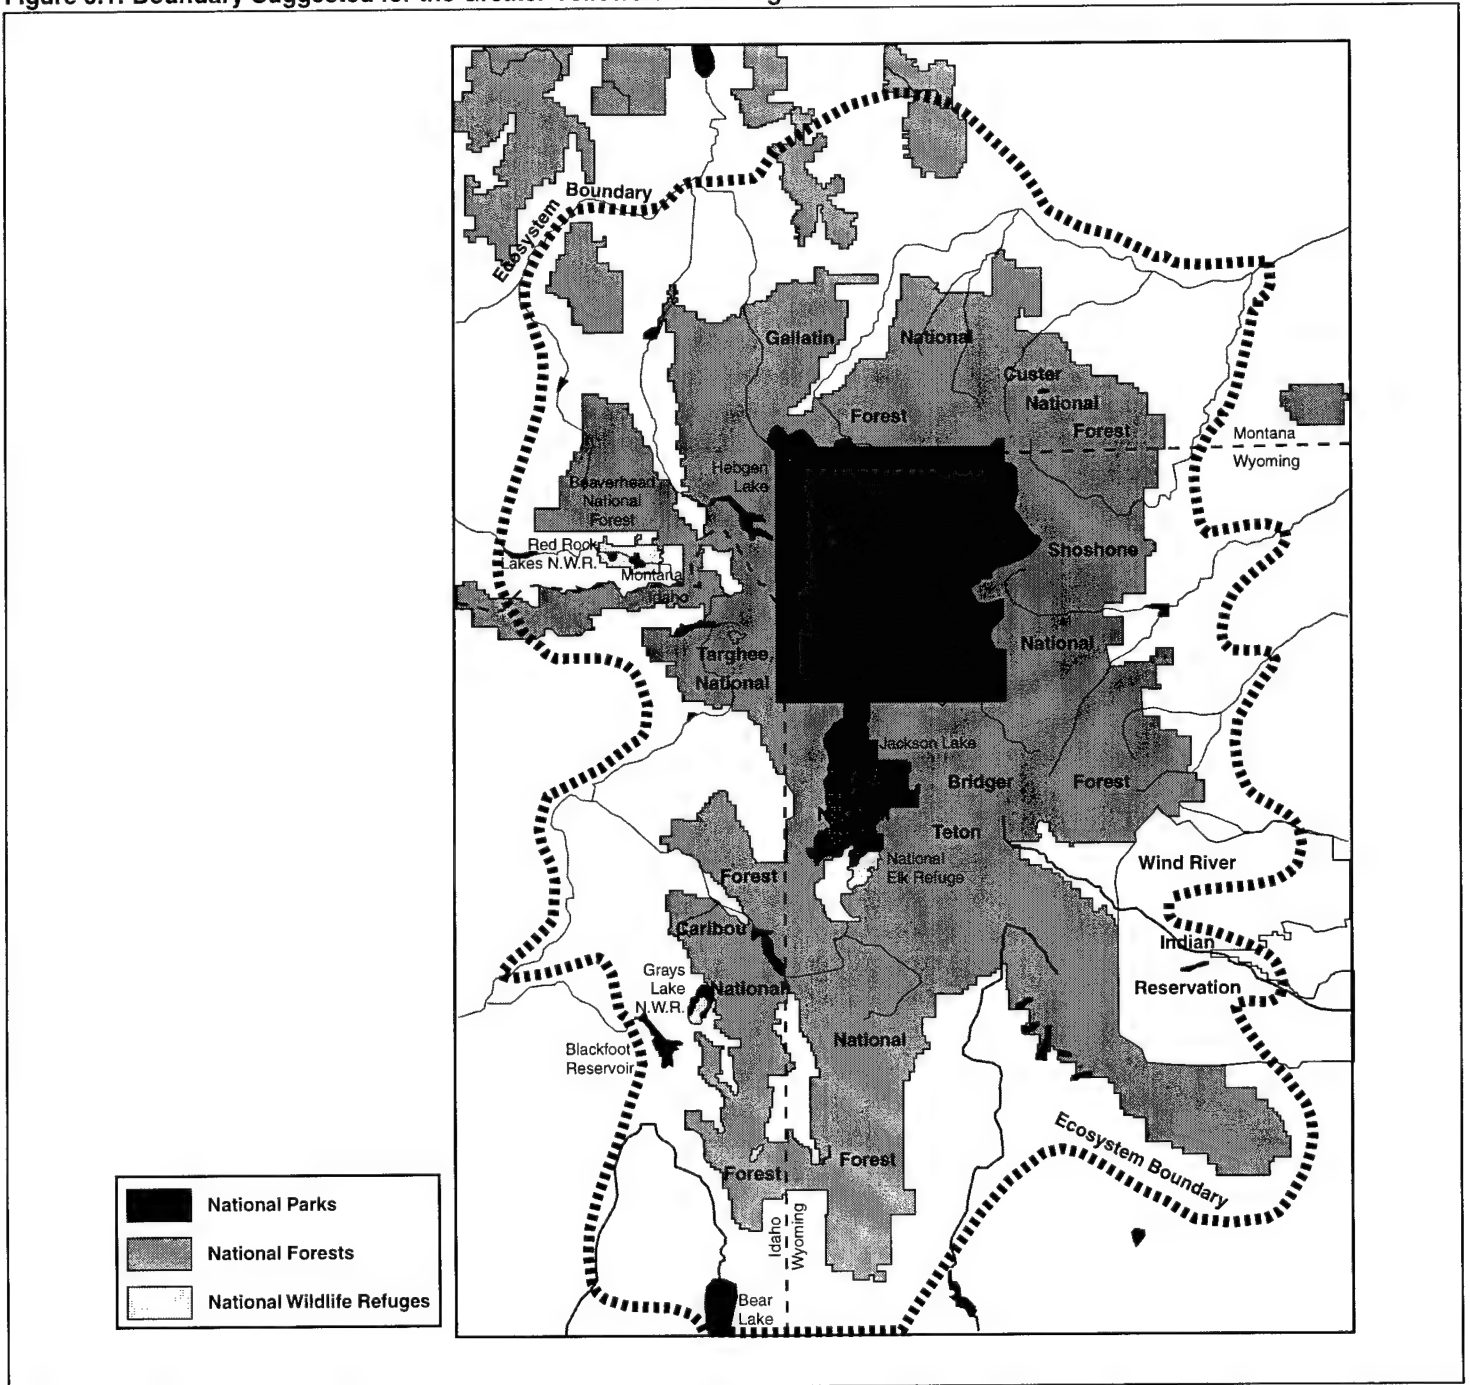 Boundary
Ecosystem
Gallatin
National
Custer
National
Forest
Forest
Montana
Wyoming
Hebgen
Lake
Beaverhead
National
Forest
Red Rock
Lakes N.W.R.
Montana
Idaho
Shoshone
National
Targhee
National
Jackson Lake
Bridger
Forest
Teton
National
Elk Refuge
Wind River
Forest
Caribou
Indian
Grays
Lake
N.W.R.
National
Reservation
National
Blackfoot
Reservoir
Ecosystem Boundary
Forest
Forest
Idaho
Wyoming
Bear
Lake
National Parks
National Forests
National Wildlife Refuges